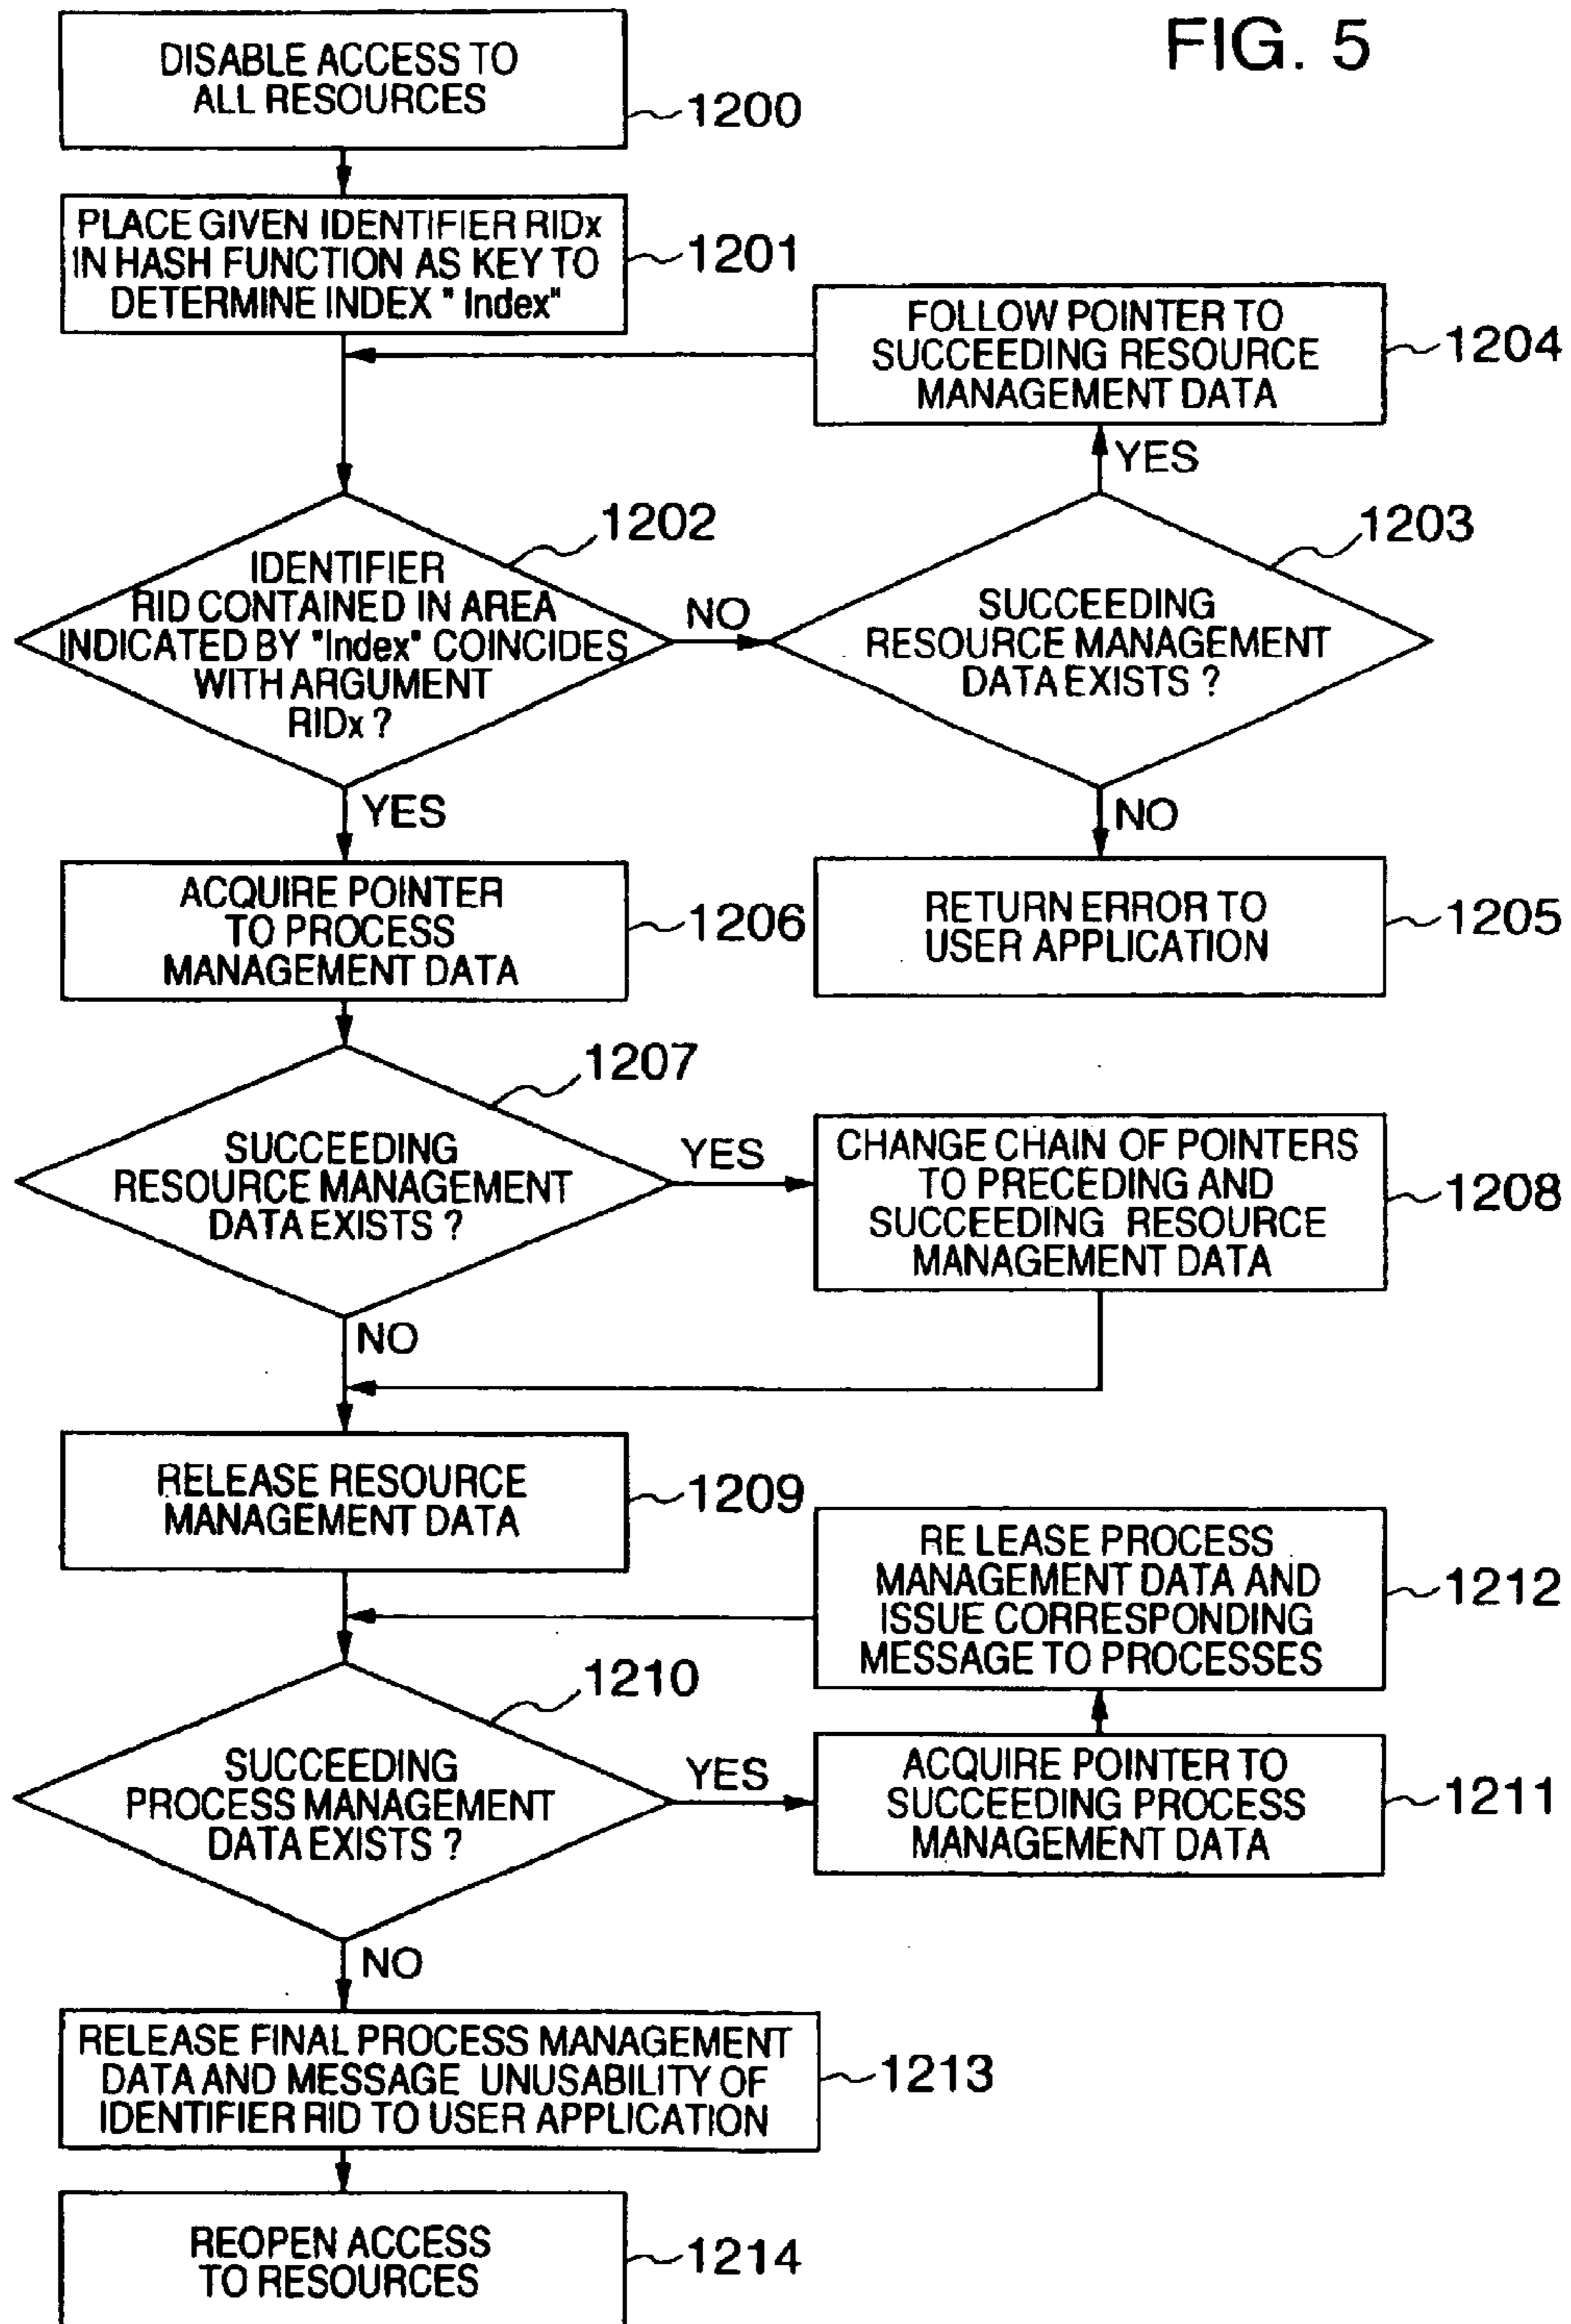 FIG. 5
DISABLE ACCESS TO
ALL RESOURCES
1200
PLACE GIVEN IDENTIFIER RIDx
IN HASH FUNCTION AS KEY TO
DETERMINE INDEX " Index"
1201
FOLLOW POINTER TO
SUCCEEDING RESOURCE
MANAGEMENT DATA
1204
YES
IDENTIFIER
RID CONTAINED IN AREA
INDICATED BY "Index" COINCIDES
WITH ARGUMENT
RIDx ?
1202
NO
SUCCEEDING
RESOURCE MANAGEMENT
DATA EXISTS ?
1203
YES
NO
ACQUIRE POINTER
TO PROCESS
MANAGEMENT DATA
1206
RETURN ERROR TO
USER APPLICATION
1205
SUCCEEDING
RESOURCE MANAGEMENT
DATA EXISTS ?
1207
YES
CHANGE CHAIN OF POINTERS
TO PRECEDING AND
SUCCEEDING RESOURCE
MANAGEMENT DATA
1208
NO
RELEASE RESOURCE
MANAGEMENT DATA
1209
RE LEASE PROCESS
MANAGEMENT DATA AND
ISSUE CORRESPONDING
MESSAGE TO PROCESSES
1212
SUCCEEDING
PROCESS MANAGEMENT
DATA EXISTS ?
1210
YES
ACQUIRE POINTER TO
SUCCEEDING PROCESS
MANAGEMENT DATA
1211
NO
RELEASE FINAL PROCESS MANAGEMENT
DATA AND MESSAGE UNUSABILITY OF
IDENTIFIER RID TO USER APPLICATION
1213
REOPEN ACCESS
TO RESOURCES
1214